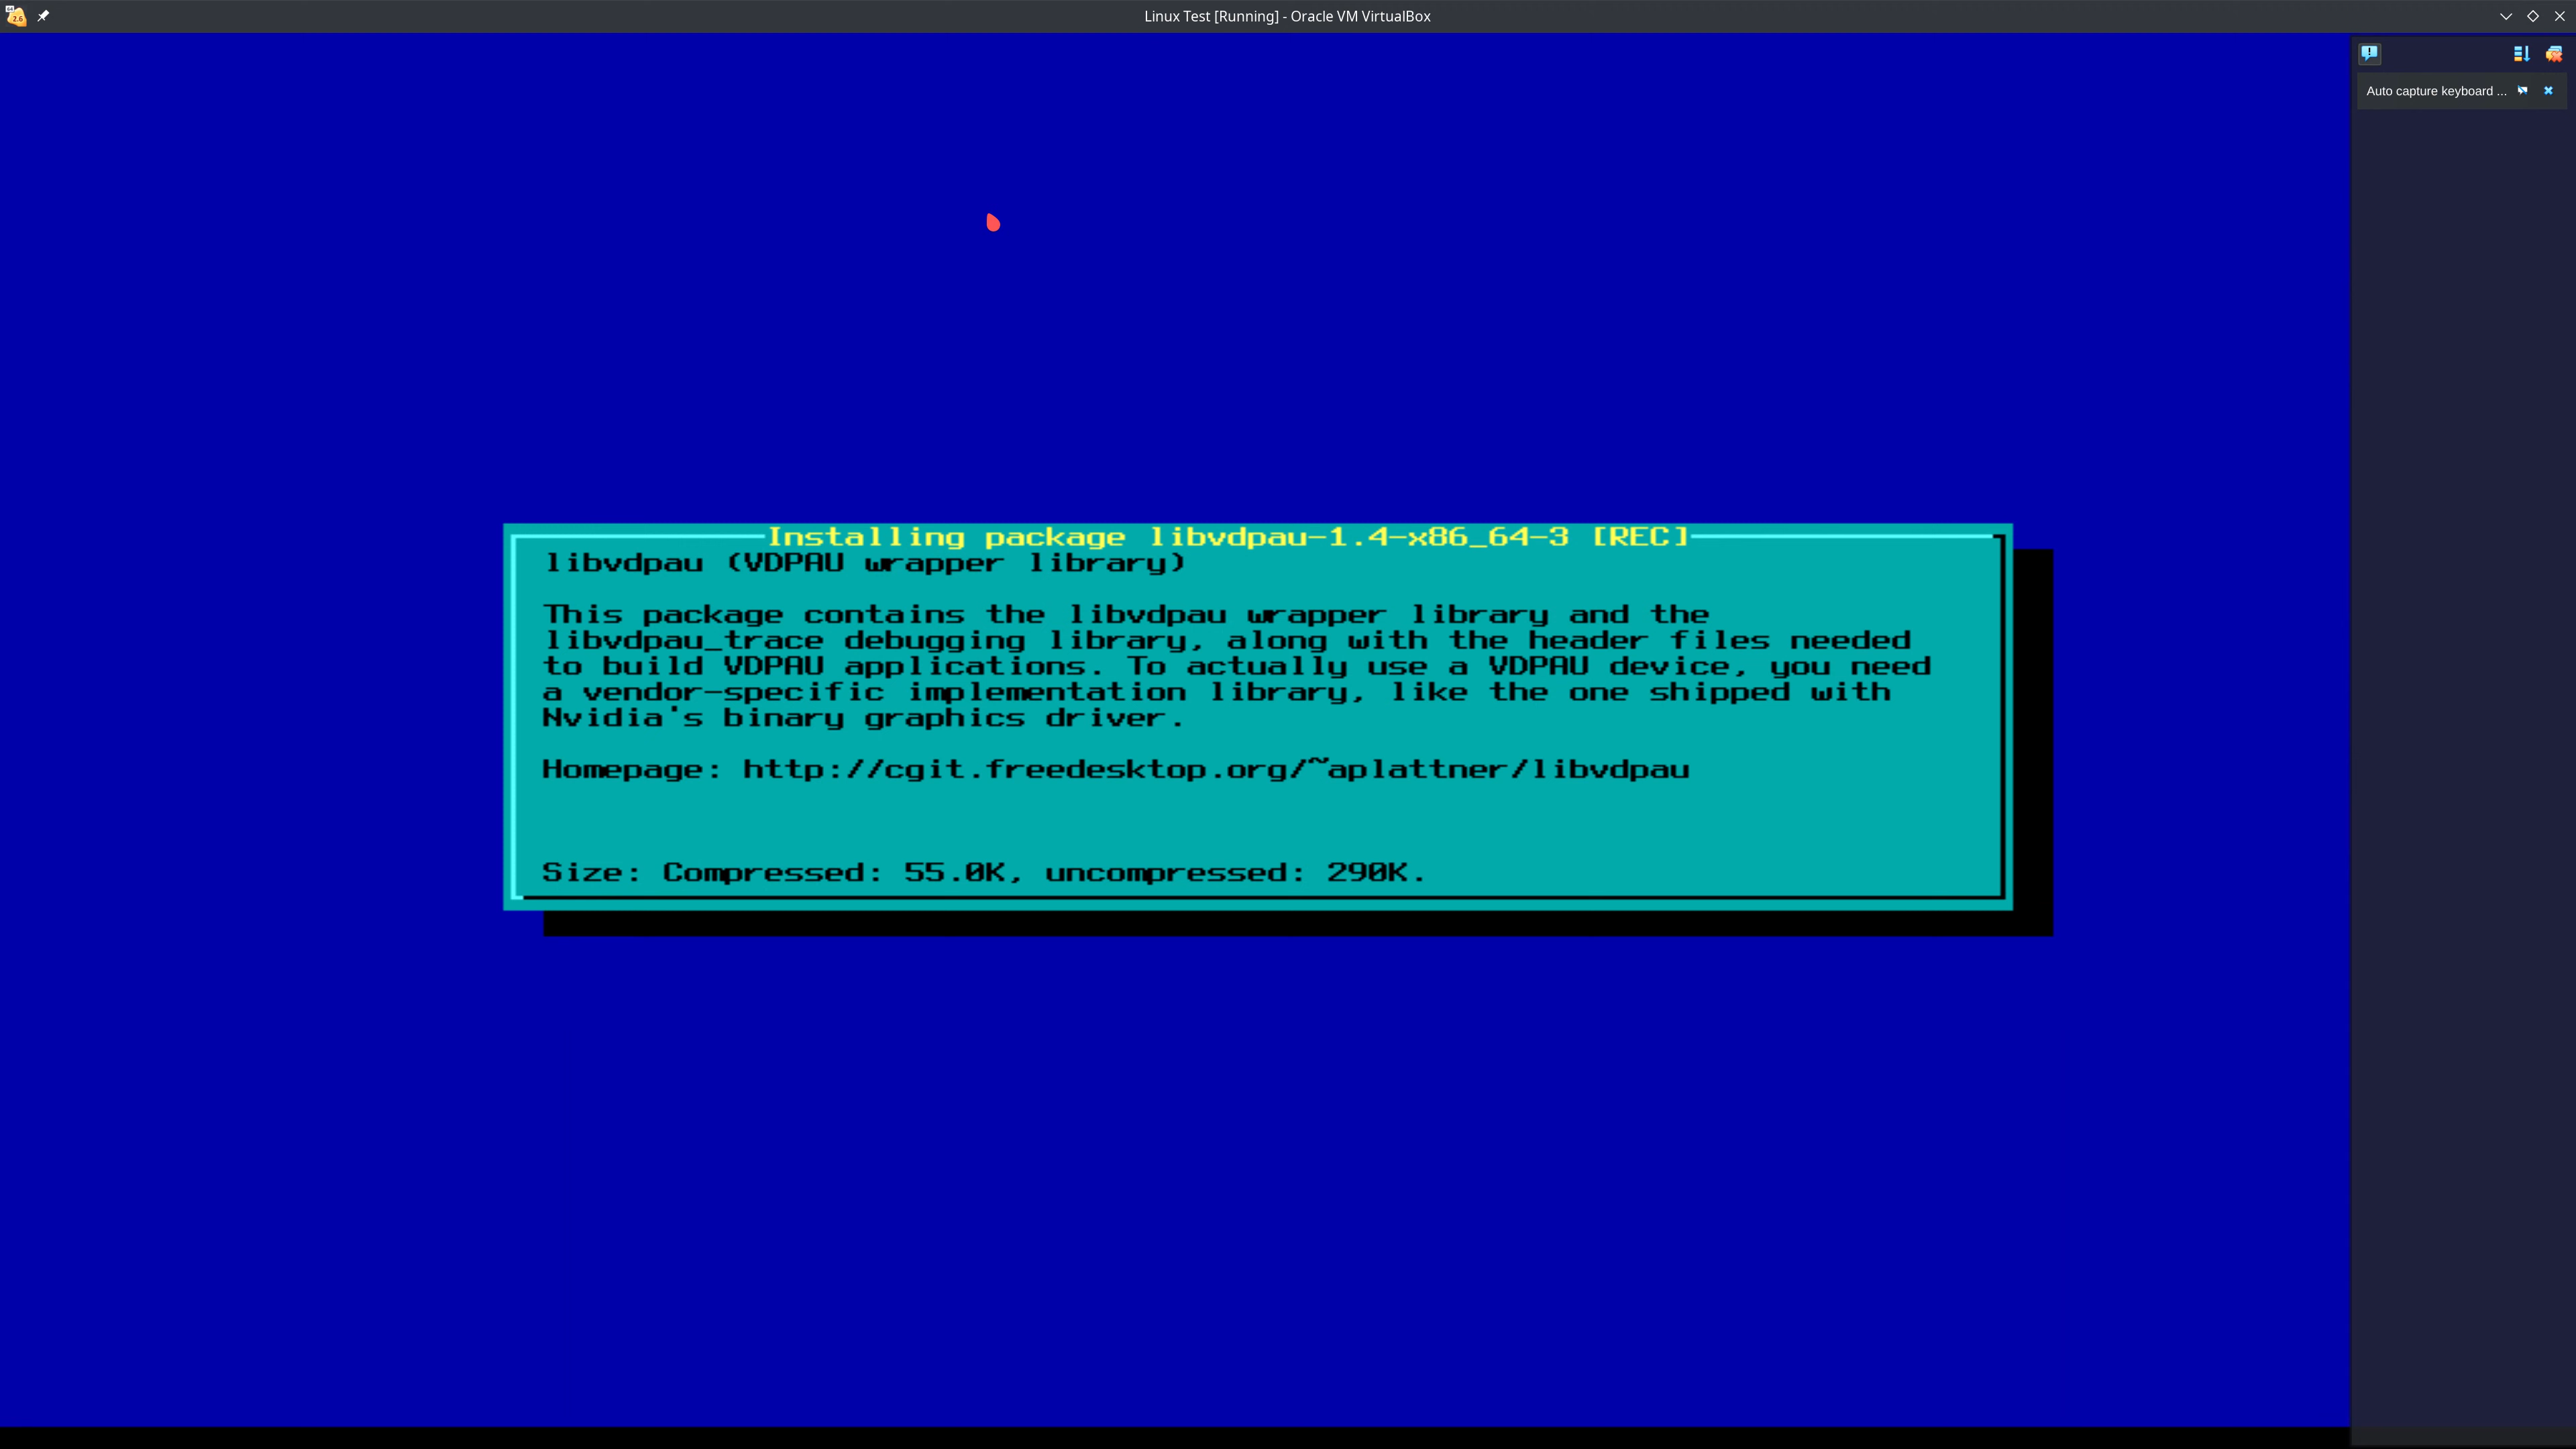 Linux Test [Running] - Oracle VM VirtualBox
64
2.6
Auto capture keyboard ...
Installing package libvdpau-1.4-x86_64-3 [REC]
libvdpau (VDPAU wrapper library)
This package contains the libvdpau wrapper library and the
libvdpau_trace debugging library, along with the header files needed
to build VDPAU applications. To actually use a VDPAU device, you need
a vendor-specific implementation library, like the one shipped with
Nvidia's binary graphics driver.
Homepage: http://cgit.freedesktop.org/~aplattner/libvdpau
Size: Compressed: 55.0K, uncompressed: 290K.